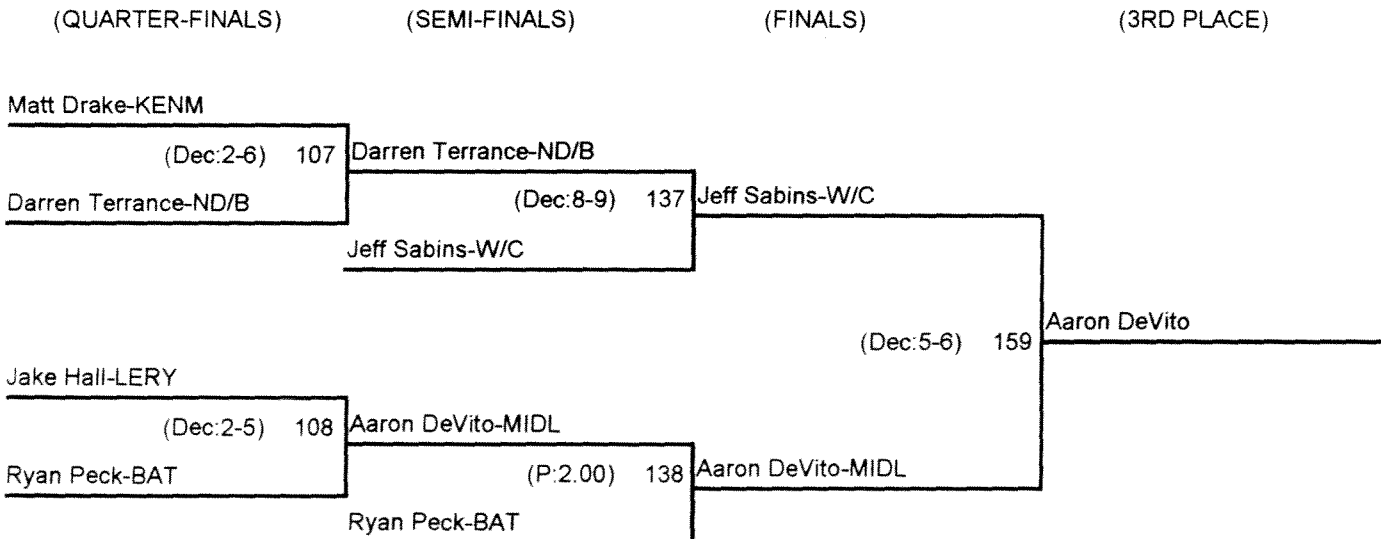 (QUARTER-FINALS) (SEMI-FINALS) (FINALS) (3RD PLACE)
Matt Drake-KENM
(Dec:2-6) 107 Darren Terrance-ND/B
Darren Terrance-ND/B (Dec:8-9) 137 Jeff Sabins-W/C
Jeff Sabins-W/C
(Dec:5-6) 159 Aaron DeVito
Jake Hall-LERY
(Dec:2-5) 108 Aaron DeVito-MIDL
Ryan Peck-BAT (P:2.00) 138 Aaron DeVito-MIDL
Ryan Peck-BAT